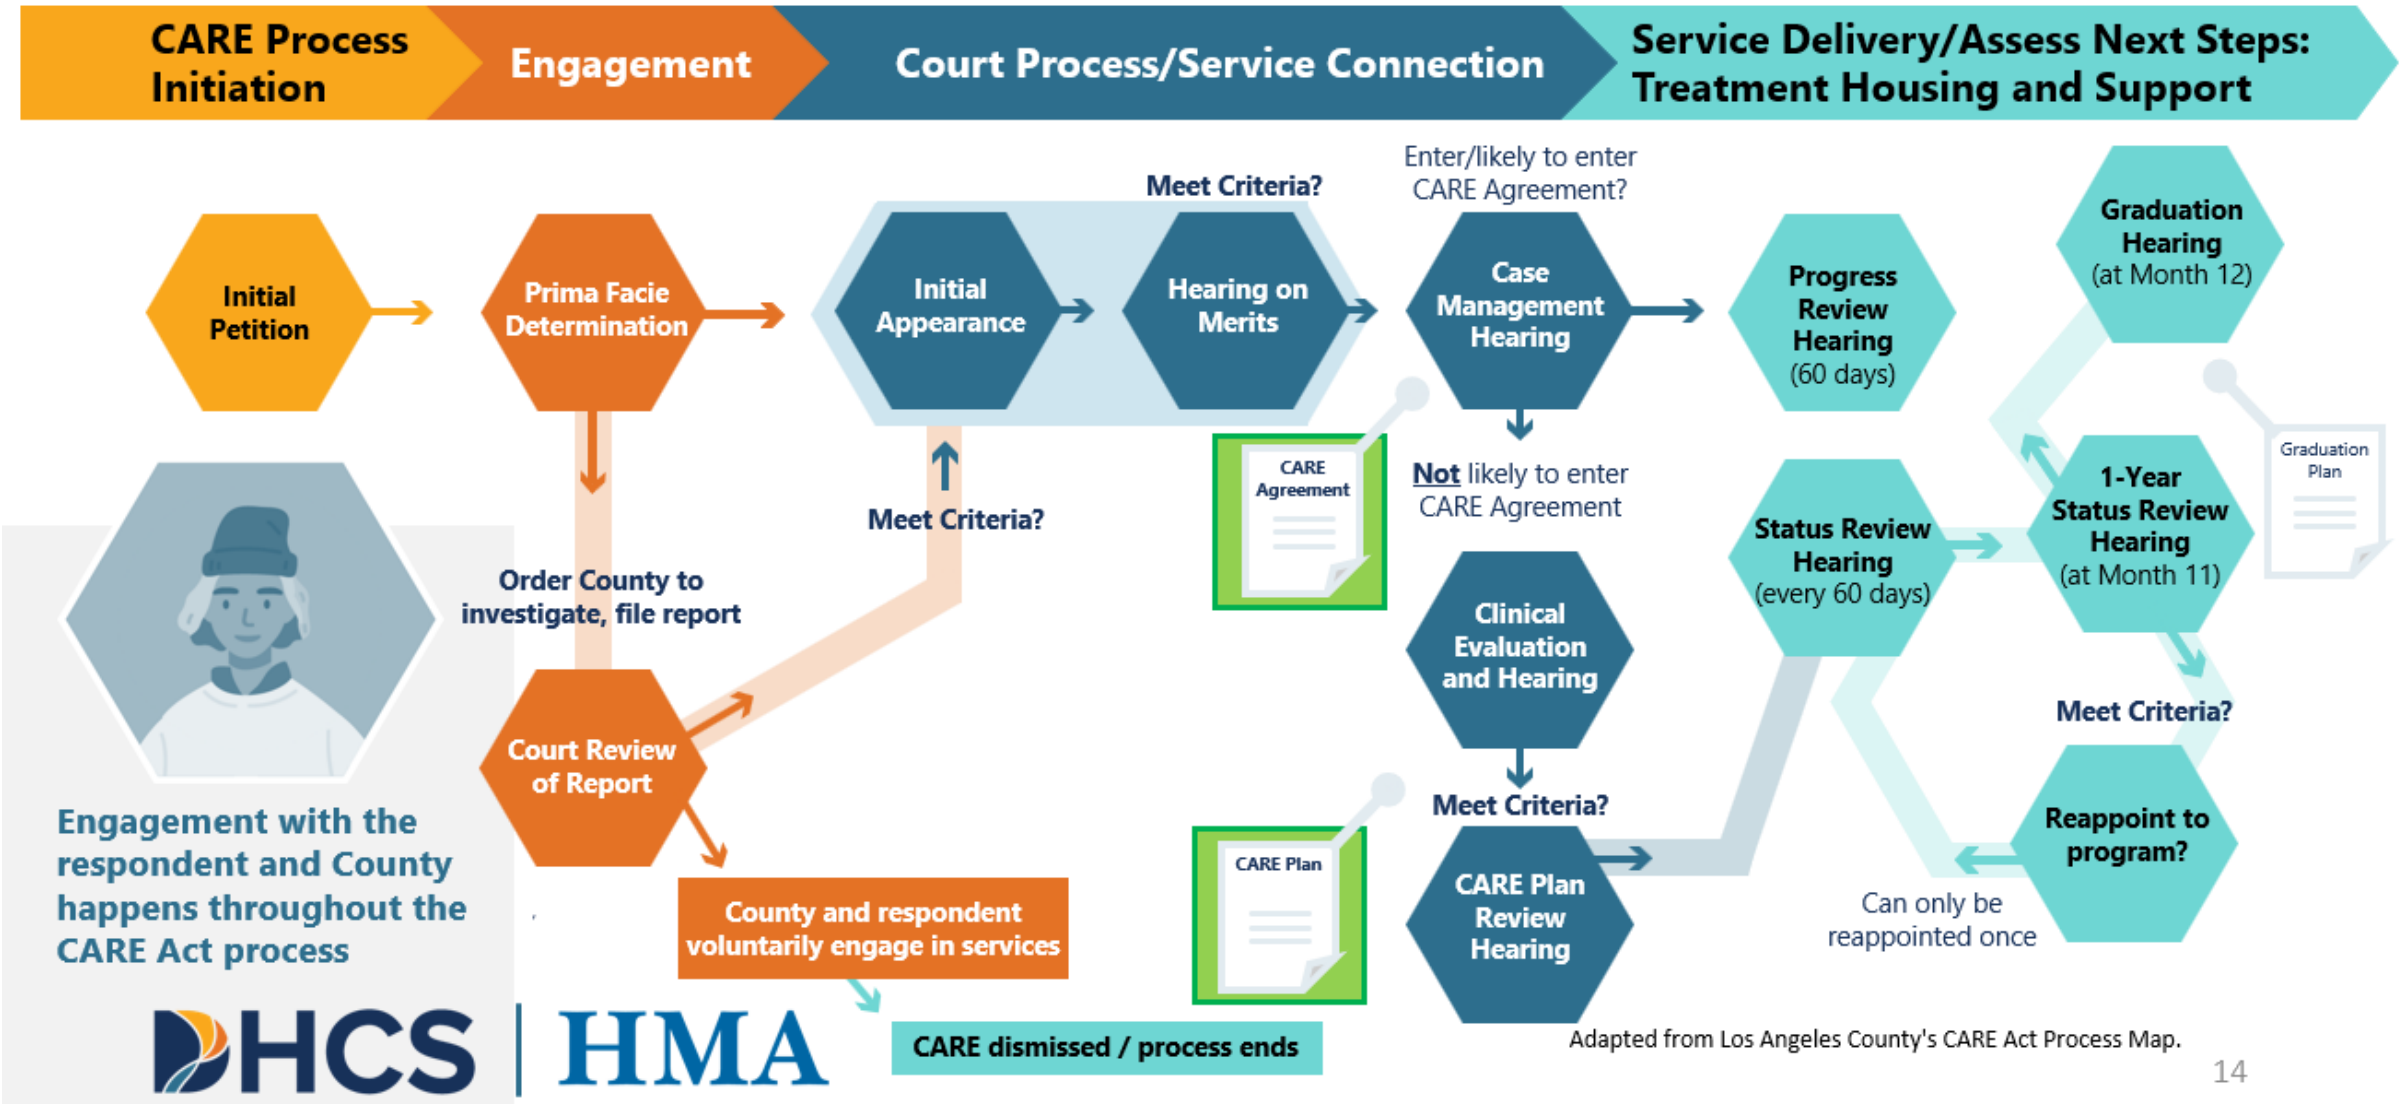 CARE Process
Initiation
Engagement
Court Process/Service Connection
Service Delivery/Assess Next Steps:
Treatment Housing and Support
Initial
Petition
Prima Facie
Determination
Order County to
investigate, file report
Court Review
of Report
County and respondent
voluntarily engage in services
CARE dismissed / process ends
Meet Criteria?
Initial
Appearance
Meet Criteria?
Hearing on
Merits
Enter/likely to enter
CARE Agreement?
Case
Management
Hearing
CARE
Agreement
Not likely to enter
CARE Agreement
Clinical
Evaluation
and Hearing
Meet Criteria?
CARE Plan
CARE Plan
Review
Hearing
Progress
Review
Hearing
(60 days)
Status Review
Hearing
(every 60 days)
1-Year
Status Review
Hearing
(at Month 11)
Graduation
Hearing
(at Month 12)
Graduation
Plan
Meet Criteria?
Reappoint to
program?
Can only be
reappointed once
Engagement with the
respondent and County
happens throughout the
CARE Act process
DHCS
HMA
Adapted from Los Angeles County's CARE Act Process Map.
14